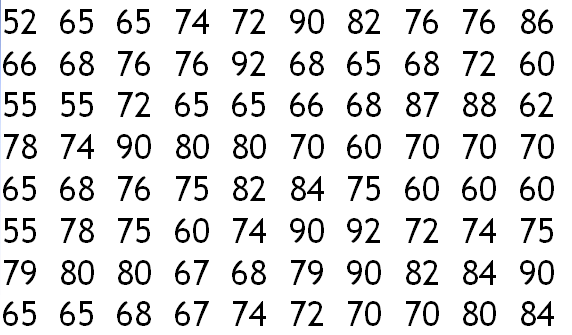 52 65 65 74 72 90 82 76 76 86
66 68 76 76 92 68 65 68 72 60
55 55 72 65 65 66 68 87 88 62
78 74 90 80 80 70 60 70 70 70
65 68 76 75 82 84 75 60 60 60
55 78 75 60 74 90 92 72 74 75
79 80 80 67 68 79 90 82 84 90
65 65 68 67 74 72 70 70 80 84